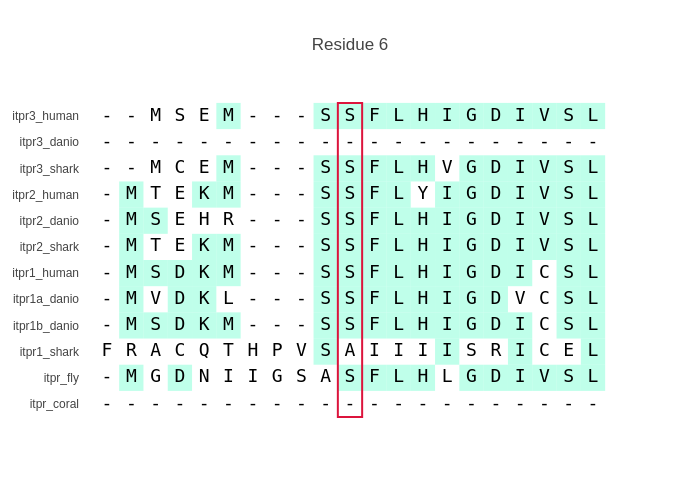 Residue 6
itpr3_human - - M S E M - - - S S F L H I G D I V S L
itpr3_danio - - - - - - - - - - - - - - - - - - - - -
itpr3_shark - - M C E M - - - S S F L H V G D I V S L
itpr2_human - M T E K M - - - S S F L Y I G D I V S L
itpr2_danio - M S E H R - - - S S F L H I G D I V S L
itpr2_shark - M T E K M - - - S S F L H I G D I V S L
itpr1_human - M S D K M - - - S S F L H I G D I C S L
itpr1a_danio - M V D K L - - - S S F L H I G D V C S L
itpr1b_danio - M S D K M - - - S S F L H I G D I C S L
itpr1_shark F R A C Q T H P V S A I I I I S R I C E L
itpr_fly - M G D N I I G S A S F L H L G D I V S L
itpr_coral - - - - - - - - - - - - - - - - - - - - -